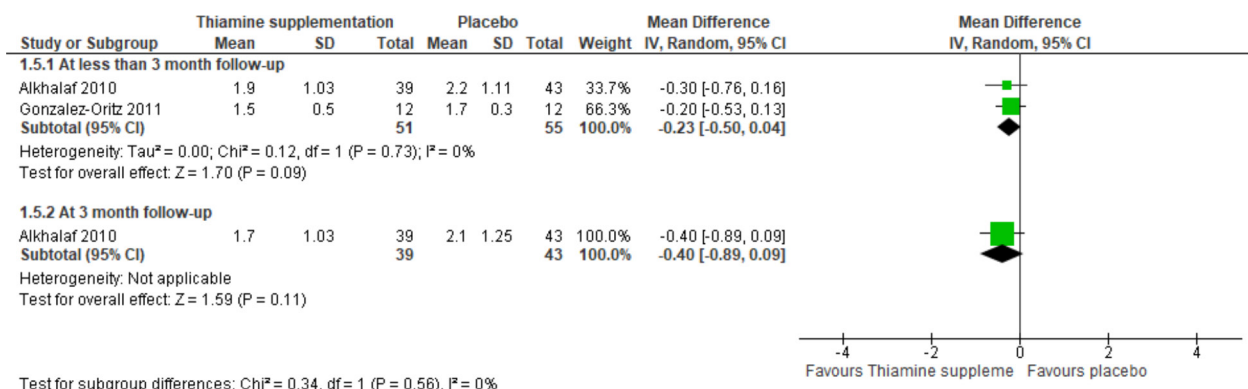 Thiamine supplementation Placebo Mean Difference Mean Difference
Study or Subgroup Mean SD Total Mean SD Total Weight IV, Random, 95% CI IV, Random, 95% CI
1.5.1 At less than 3 month follow-up
Alkhalaf 2010 1.9 1.03 39 2.2 1.11 43 33.7% -0.30 [-0.76, 0.16]
Gonzalez-Oritz 2011 1.5 0.5 12 1.7 0.3 12 66.3% -0.20 [-0.53, 0.13]
Subtotal (95% CI) 51 55 100.0% -0.23 [-0.50, 0.04]
Heterogeneity: Tau² = 0.00; Chi² = 0.12, df = 1 (P = 0.73); I² = 0%
Test for overall effect: Z = 1.70 (P = 0.09)
1.5.2 At 3 month follow-up
Alkhalaf 2010 1.7 1.03 39 2.1 1.25 43 100.0% -0.40 [-0.89, 0.09]
Subtotal (95% CI) 39 43 100.0% -0.40 [-0.89, 0.09]
Heterogeneity: Not applicable
Test for overall effect: Z = 1.59 (P = 0.11)
-4 -2 0 2 4
Favours Thiamine suppleme Favours placebo
Test for subgroup differences: Chi² = 0.34, df = 1 (P = 0.56), I² = 0%